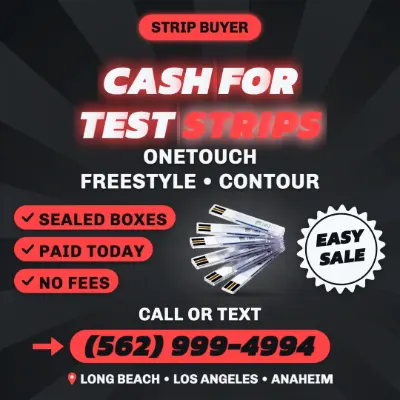 STRIP BUYER
CASH FOR
TEST STRIPS
ONETOUCH
FREESTYLE • CONTOUR
✓ SEALED BOXES
✓ PAID TODAY
✓ NO FEES
EASY
SALE
CALL OR TEXT
→ (562) 999-4994
📍 LONG BEACH • LOS ANGELES • ANAHEIM